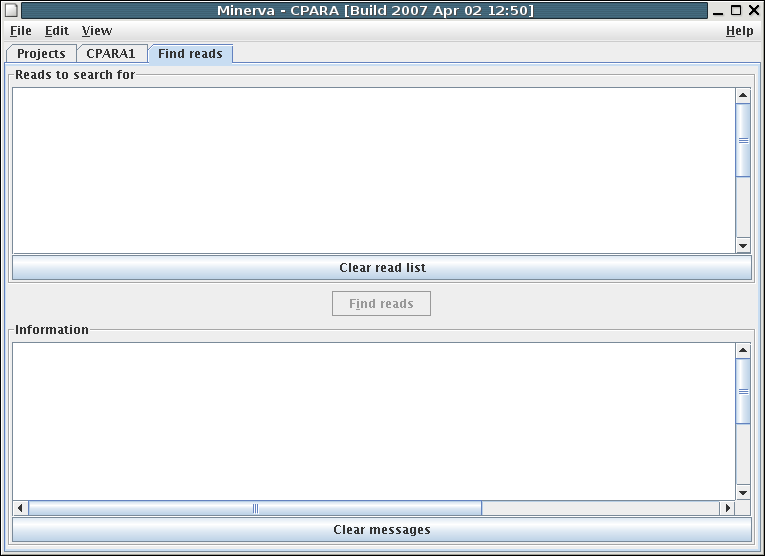 Minerva - CPARA [Build 2007 Apr 02 12:50]
File Edit View Help
Projects CPARA1 Find reads
Reads to search for
Clear read list
Find reads
Information
Clear messages